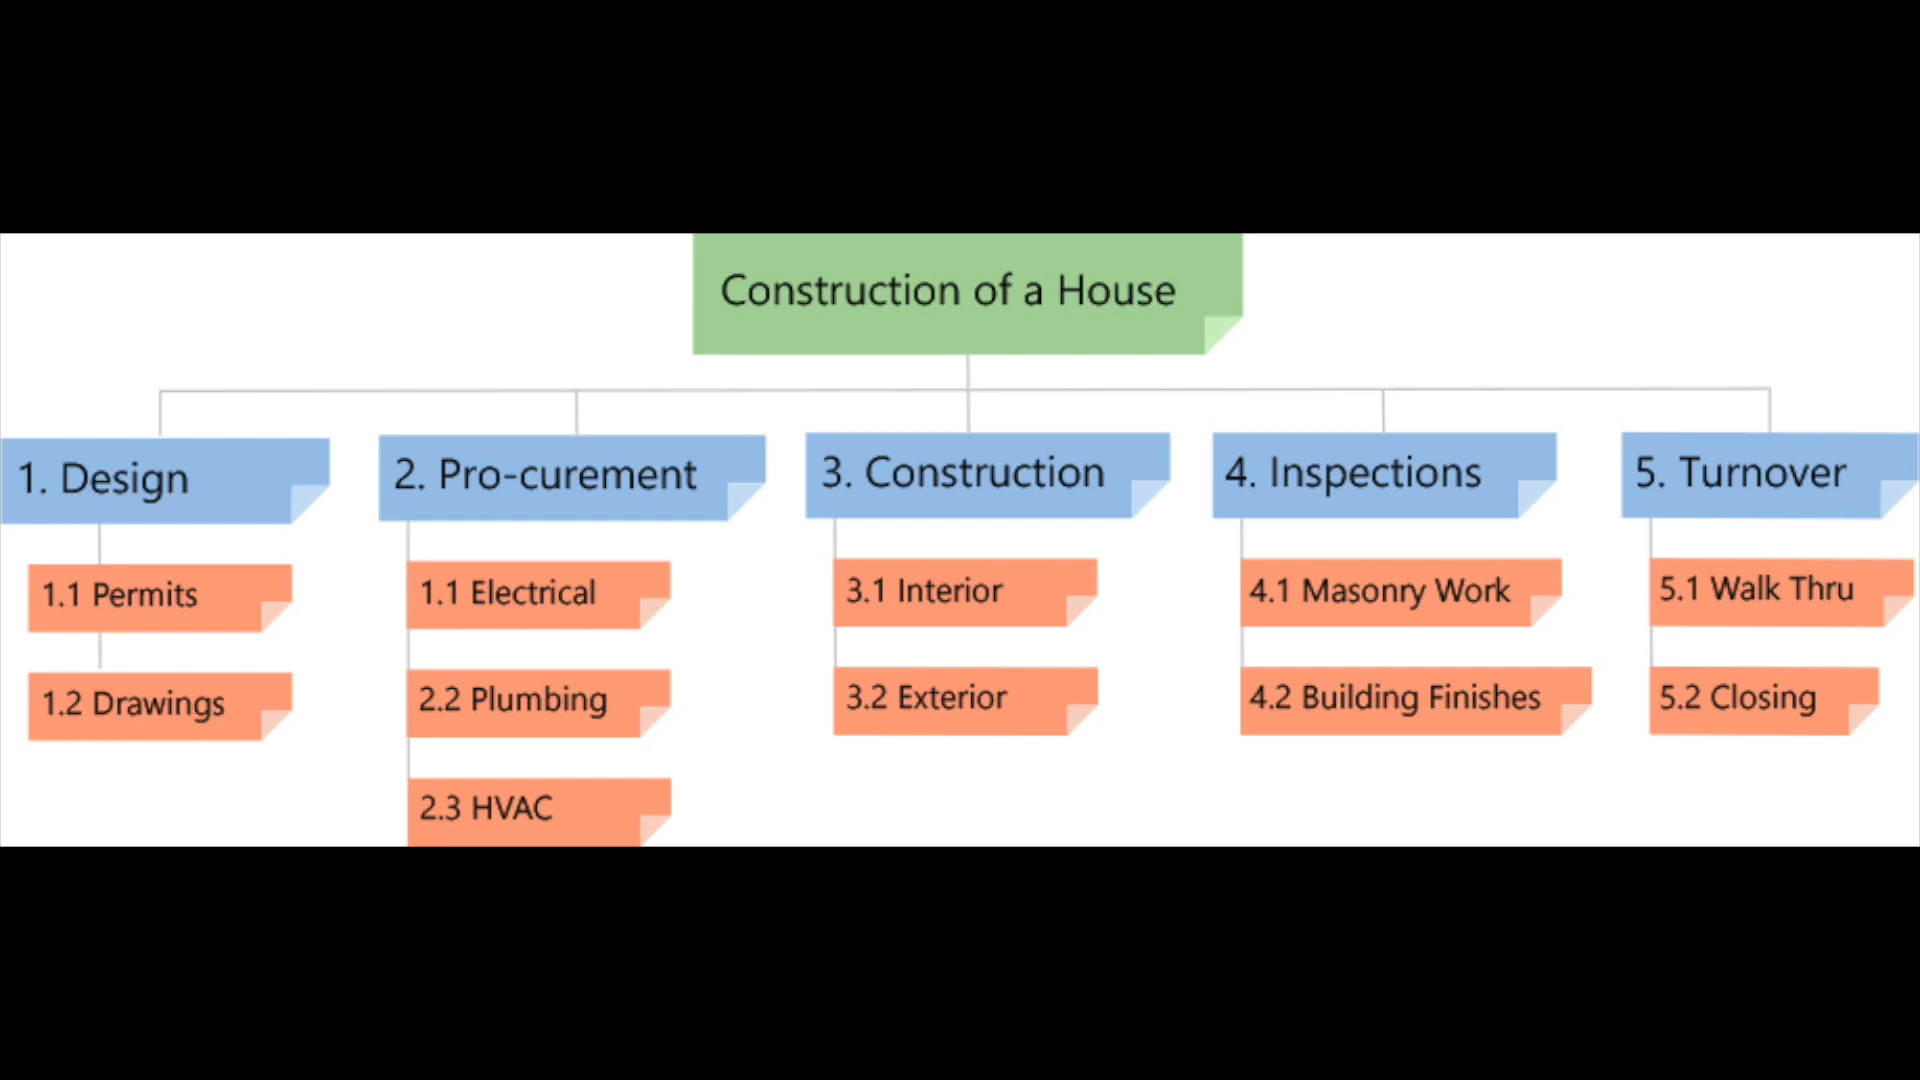 Construction of a House
1. Design
1.1 Permits
1.2 Drawings
2. Pro-curement
1.1 Electrical
2.2 Plumbing
2.3 HVAC
3. Construction
3.1 Interior
3.2 Exterior
4. Inspections
4.1 Masonry Work
4.2 Building Finishes
5. Turnover
5.1 Walk Thru
5.2 Closing